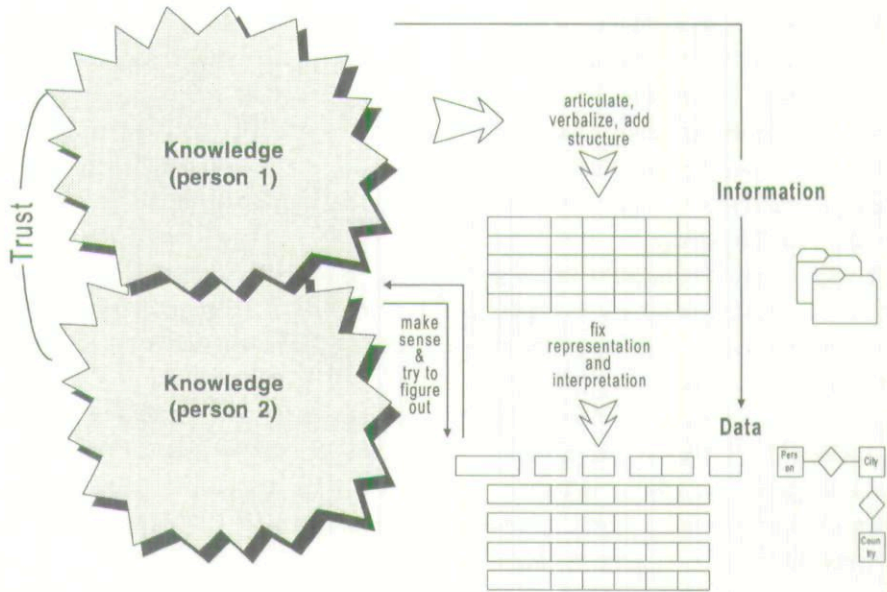 Knowledge
(person 1)
Trust
Knowledge
(person 2)
articulate,
verbalize, add
structure
Information
make
sense
&
try to
figure
out
fix
representation
and
interpretation
Data
Pers
on
City
Coun
try